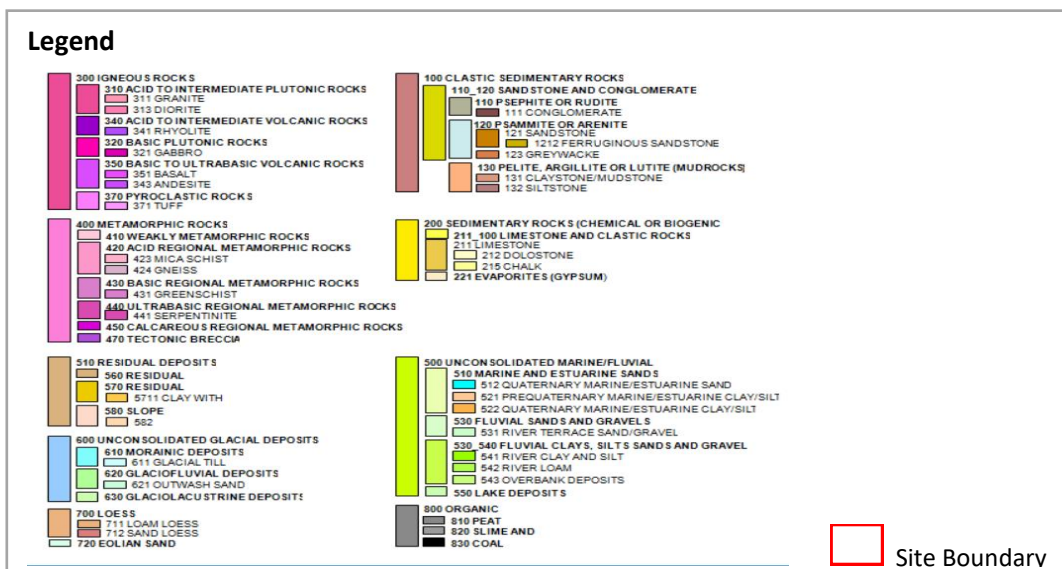 Legend
300 IGNEOUS ROCKS
310 ACID TO INTERMEDIATE PLUTONIC ROCKS
311 GRANITE
313 DIORITE
340 ACID TO INTERMEDIATE VOLCANIC ROCKS
341 RHYOLITE
320 BASIC PLUTONIC ROCKS
321 GABBRO
350 BASIC TO ULTRABASIC VOLCANIC ROCKS
351 BASALT
343 ANDESITE
370 PYROCLASTIC ROCKS
371 TUFF
400 METAMORPHIC ROCKS
410 WEAKLY METAMORPHIC ROCKS
420 ACID REGIONAL METAMORPHIC ROCKS
423 MICA SCHIST
424 GNEISS
430 BASIC REGIONAL METAMORPHIC ROCKS
431 GREENSCHIST
440 ULTRABASIC REGIONAL METAMORPHIC ROCKS
441 SERPENTINITE
450 CALCAREOUS REGIONAL METAMORPHIC ROCKS
470 TECTONIC BRECCIA
510 RESIDUAL DEPOSITS
560 RESIDUAL
570 RESIDUAL
5711 CLAY WITH
580 SLOPE
582
600 UNCONSOLIDATED GLACIAL DEPOSITS
610 MORAINIC DEPOSITS
611 GLACIAL TILL
620 GLACIOFLUVIAL DEPOSITS
621 OUTWASH SAND
630 GLACIOLACUSTRINE DEPOSITS
700 LOESS
711 LOAM LOESS
712 SAND LOESS
720 EOLIAN SAND
100 CLASTIC SEDIMENTARY ROCKS
110_120 SANDSTONE AND CONGLOMERATE
110 PSEPHITE OR RUDITE
111 CONGLOMERATE
120 PSAMMITE OR ARENITE
121 SANDSTONE
1212 FERRUGINOUS SANDSTONE
123 GREYWACKE
130 PELITE, ARGILLITE OR LUTITE (MUDROCKS)
131 CLAYSTONE/MUDSTONE
132 SILTSTONE
200 SEDIMENTARY ROCKS (CHEMICAL OR BIOGENIC
211_100 LIMESTONE AND CLASTIC ROCKS
211 LIMESTONE
212 DOLOSTONE
215 CHALK
221 EVAPORITES (GYPSUM)
500 UNCONSOLIDATED MARINE/FLUVIAL
510 MARINE AND ESTUARINE SANDS
512 QUATERNARY MARINE/ESTUARINE SAND
521 PREQUATERNARY MARINE/ESTUARINE CLAY/SILT
522 QUATERNARY MARINE/ESTUARINE CLAY/SILT
530 FLUVIAL SANDS AND GRAVELS
531 RIVER TERRACE SAND/GRAVEL
530_540 FLUVIAL CLAYS, SILTS SANDS AND GRAVEL
541 RIVER CLAY AND SILT
542 RIVER LOAM
543 OVERBANK DEPOSITS
550 LAKE DEPOSITS
800 ORGANIC
810 PEAT
820 SLIME AND
830 COAL
Site Boundary